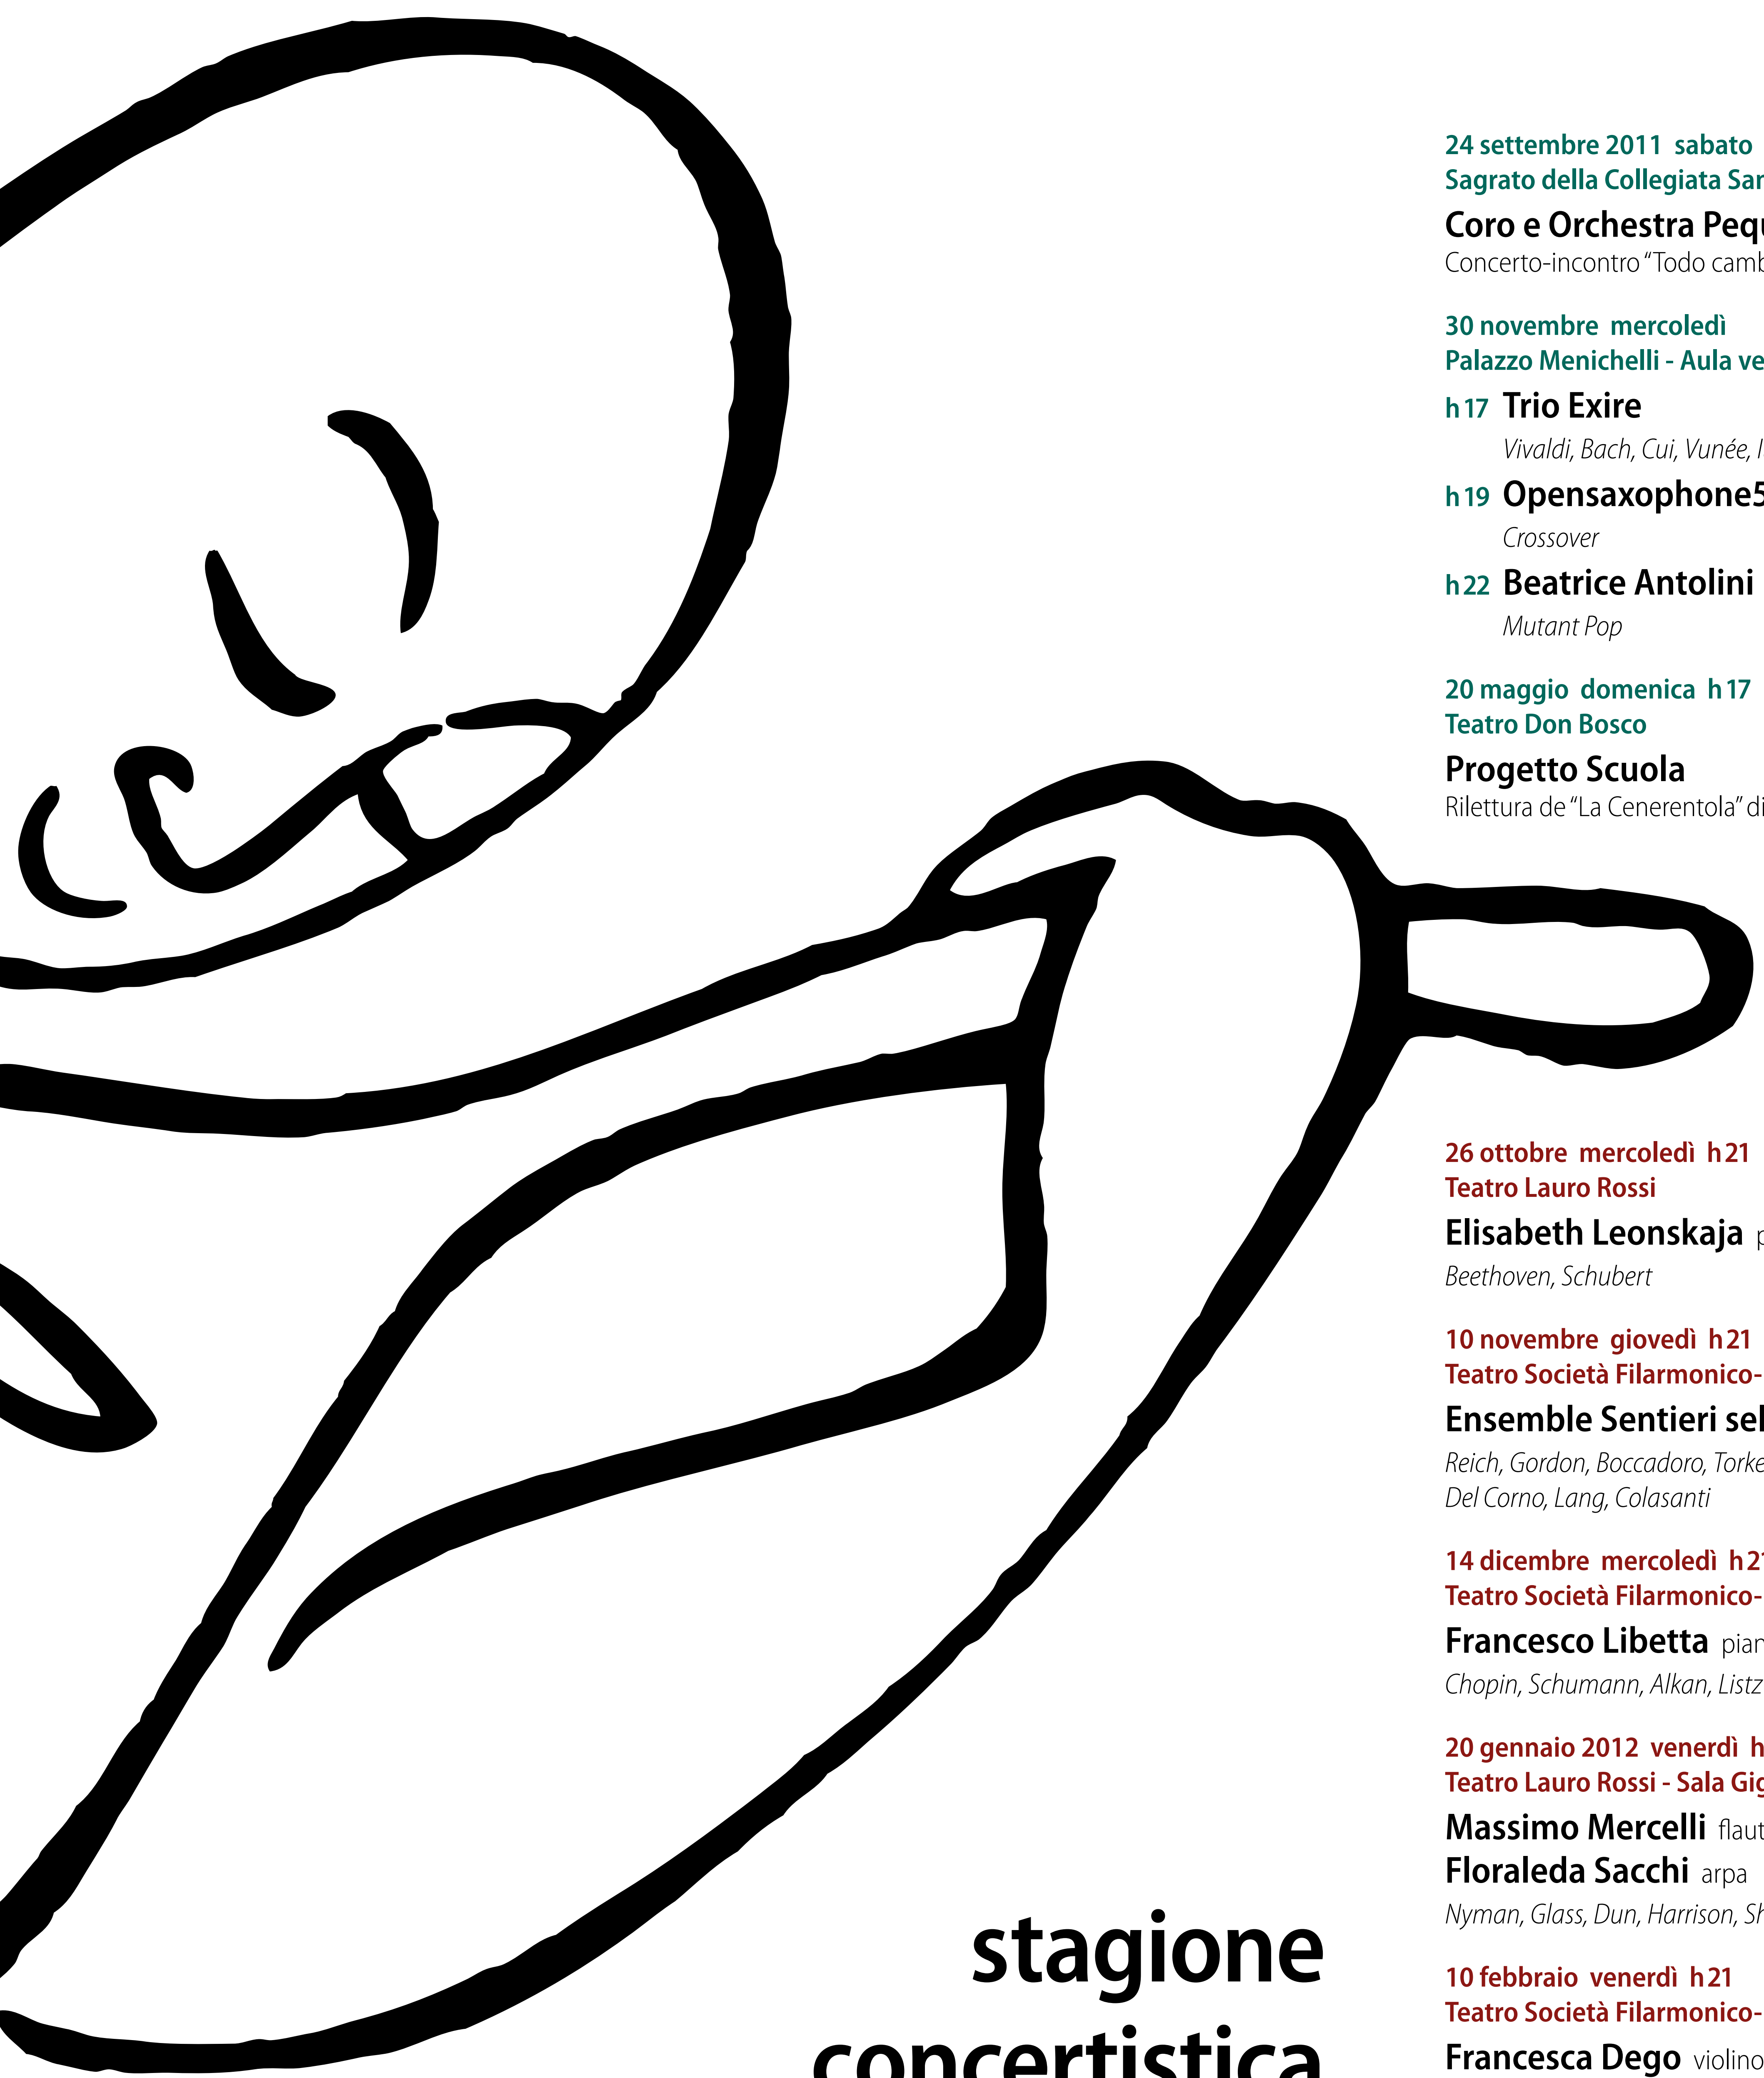 24 settembre 2011 sabato
Sagrato della Collegiata San
Coro e Orchestra Pequ
Concerto-incontro “Todo camb
30 novembre mercoledì
Palazzo Menichelli - Aula ve
h 17 Trio Exire
Vivaldi, Bach, Cui, Vunée,
h 19 Opensaxophone5
Crossover
h 22 Beatrice Antolini
Mutant Pop
20 maggio domenica h 17
Teatro Don Bosco
Progetto Scuola
Rilettura de “La Cenerentola” di
26 ottobre mercoledì h 21
Teatro Lauro Rossi
Elisabeth Leonskaja p
Beethoven, Schubert
10 novembre giovedì h 21
Teatro Società Filarmonico-
Ensemble Sentieri sel
Reich, Gordon, Boccadoro, Torke
Del Corno, Lang, Colasanti
14 dicembre mercoledì h 21
Teatro Società Filarmonico-
Francesco Libetta pian
Chopin, Schumann, Alkan, Listz
20 gennaio 2012 venerdì h
Teatro Lauro Rossi - Sala Gig
Massimo Mercelli flaut
Floraleda Sacchi arpa
Nyman, Glass, Dun, Harrison, Sh
10 febbraio venerdì h 21
Teatro Società Filarmonico-
Francesca Dego violino
stagione
concertistica